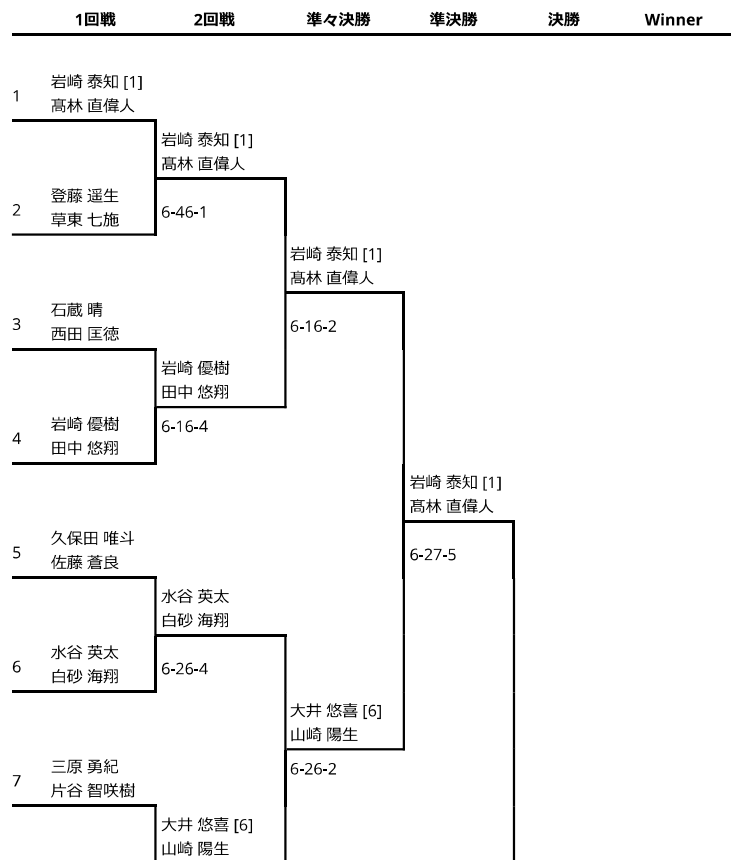 1回戦 2回戦 準々決勝 準決勝 決勝 Winner
岩崎 泰知 [1]
1
髙林 直偉人
岩崎 泰知 [1]
髙林 直偉人
登藤 遥生
2
草東 七施
6-46-1
岩崎 泰知 [1]
髙林 直偉人
石蔵 晴
3
西田 匡徳
6-16-2
岩崎 優樹
田中 悠翔
岩崎 優樹
4
田中 悠翔
6-16-4
岩崎 泰知 [1]
髙林 直偉人
久保田 唯斗
5
佐藤 蒼良
6-27-5
水谷 英太
白砂 海翔
水谷 英太
6
白砂 海翔
6-26-4
大井 悠喜 [6]
山崎 陽生
三原 勇紀
7
片谷 智咲樹
6-26-2
大井 悠喜 [6]
山崎 陽生